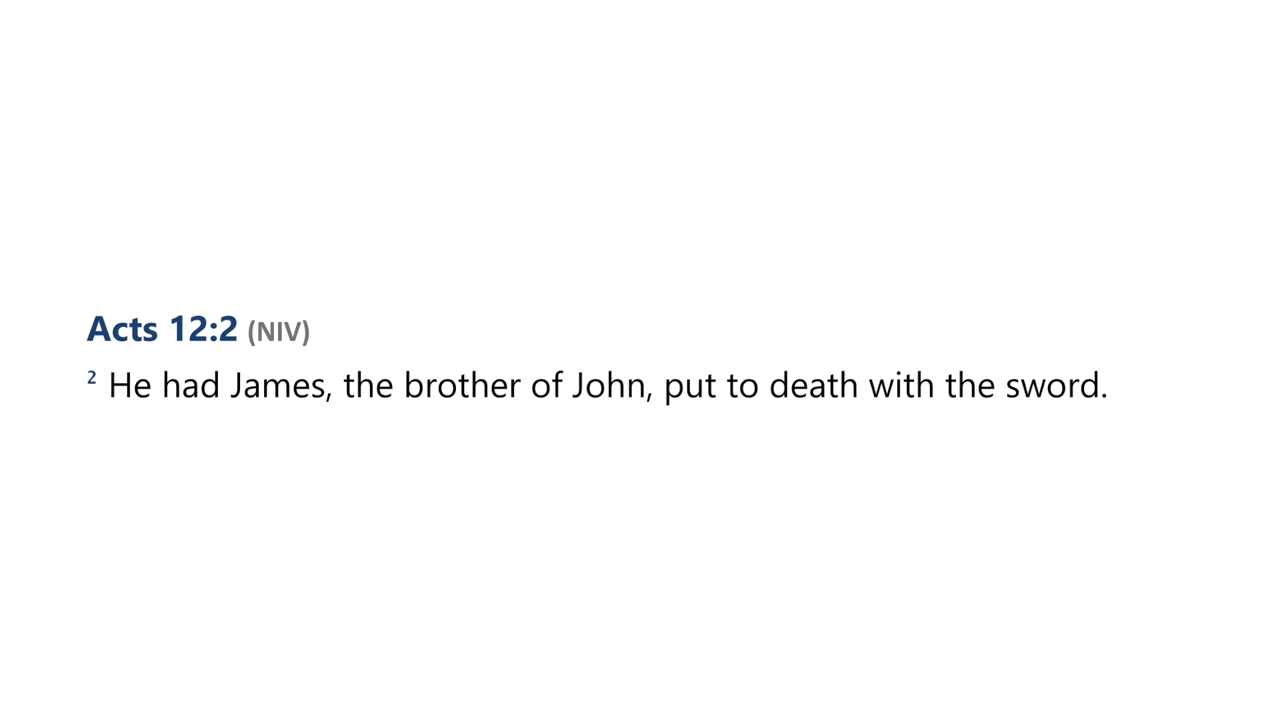 Acts 12:2 (NIV)
2 He had James, the brother of John, put to death with the sword.